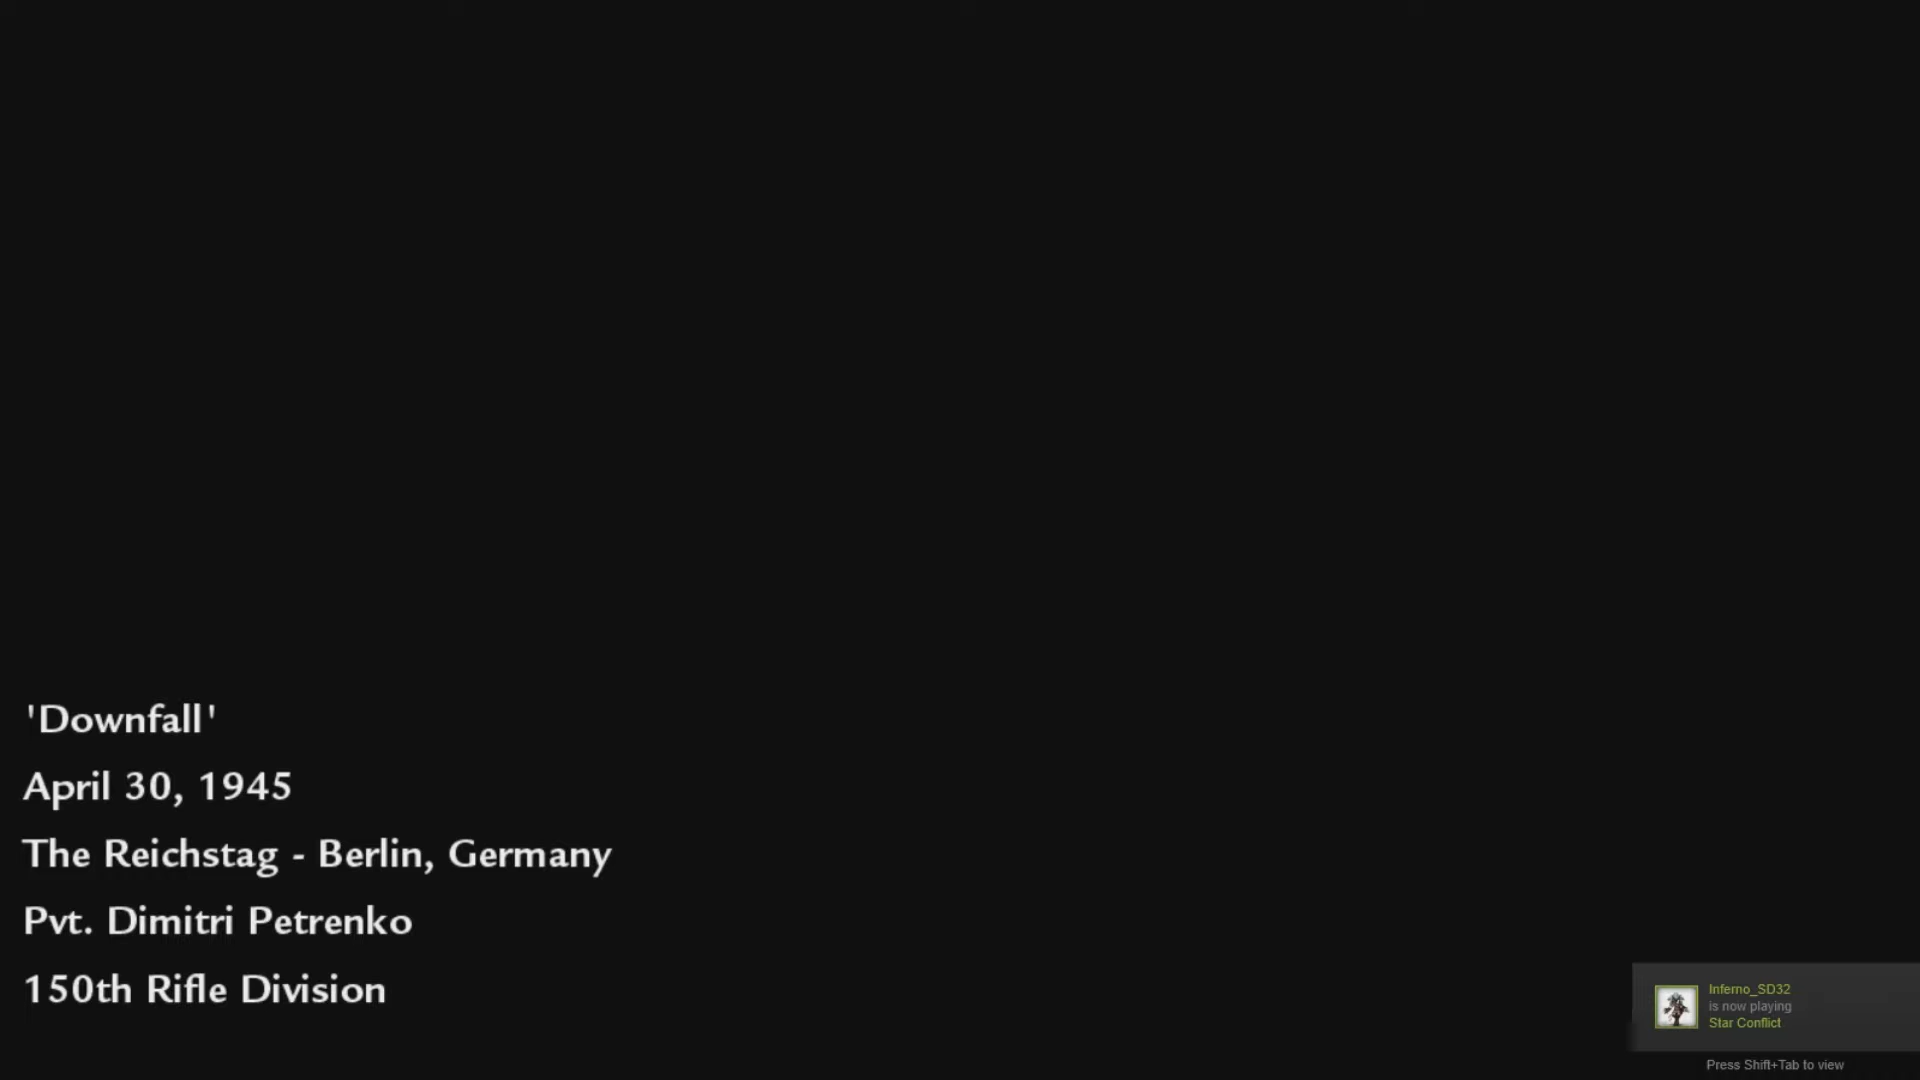 'Downfall'
April 30, 1945
The Reichstag - Berlin, Germany
Pvt. Dimitri Petrenko
150th Rifle Division
Inferno_SD32
is now playing
Star Conflict
Press Shift+Tab to view